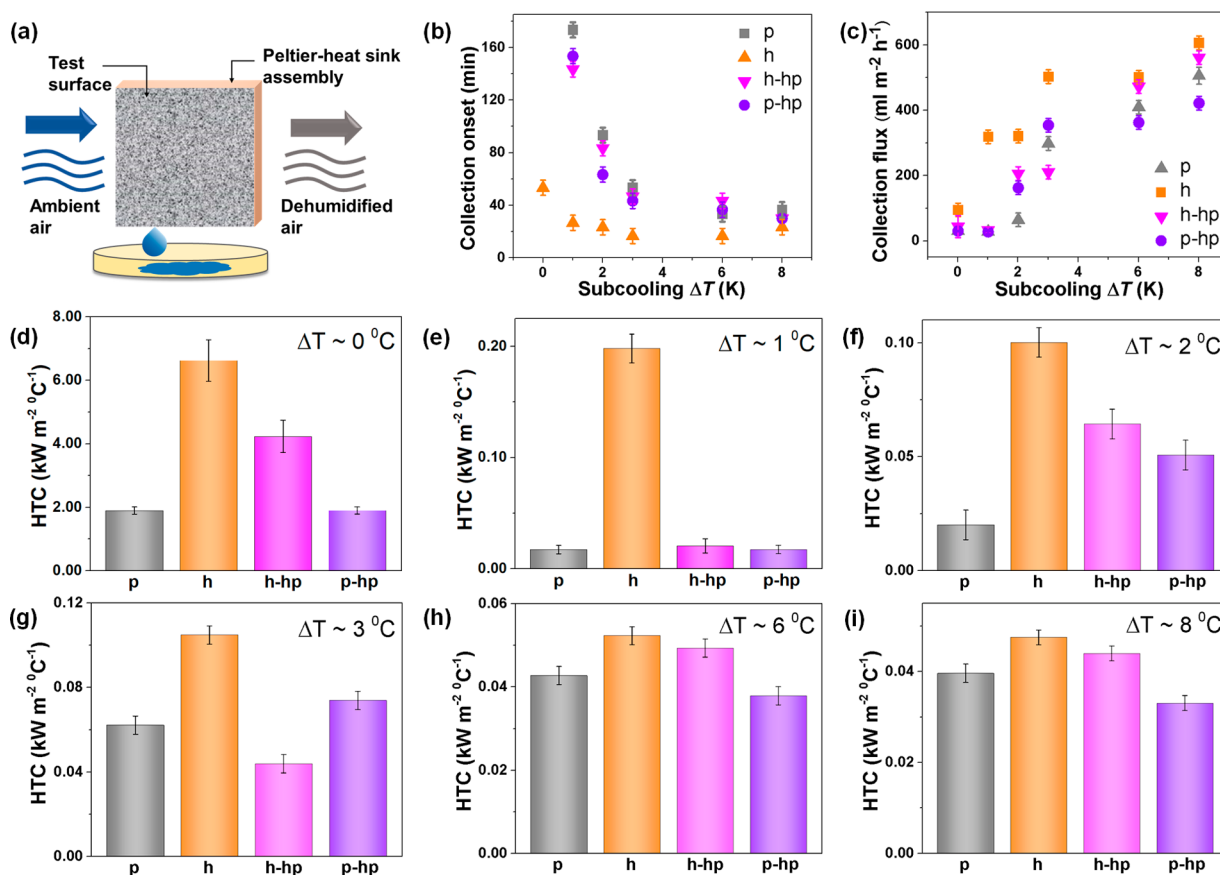 (a)
Test
surface
Peltier-heat sink
assembly
Ambient
air
Dehumidified
air
(b)
Collection onset (min)
160
120
80
40
0
0 2 4 6 8
Subcooling ΔT (K)
p
h
h-hp
p-hp
(c)
Collection flux (ml m⁻² h⁻¹)
600
400
200
0
0 2 4 6 8
Subcooling ΔT (K)
p
h
h-hp
p-hp
(d)
ΔT ~ 0 ⁰C
HTC (kW m⁻² ⁰C⁻¹)
8.00
6.00
4.00
2.00
0.00
p h h-hp p-hp
(e)
ΔT ~ 1 ⁰C
HTC (kW m⁻² ⁰C⁻¹)
0.20
0.10
0.00
p h h-hp p-hp
(f)
ΔT ~ 2 ⁰C
HTC (kW m⁻² ⁰C⁻¹)
0.10
0.05
0.00
p h h-hp p-hp
(g)
ΔT ~ 3 ⁰C
HTC (kW m⁻² ⁰C⁻¹)
0.12
0.08
0.04
0.00
p h h-hp p-hp
(h)
ΔT ~ 6 ⁰C
HTC (kW m⁻² ⁰C⁻¹)
0.06
0.04
0.02
0.00
p h h-hp p-hp
(i)
ΔT ~ 8 ⁰C
HTC (kW m⁻² ⁰C⁻¹)
0.04
0.02
0.00
p h h-hp p-hp